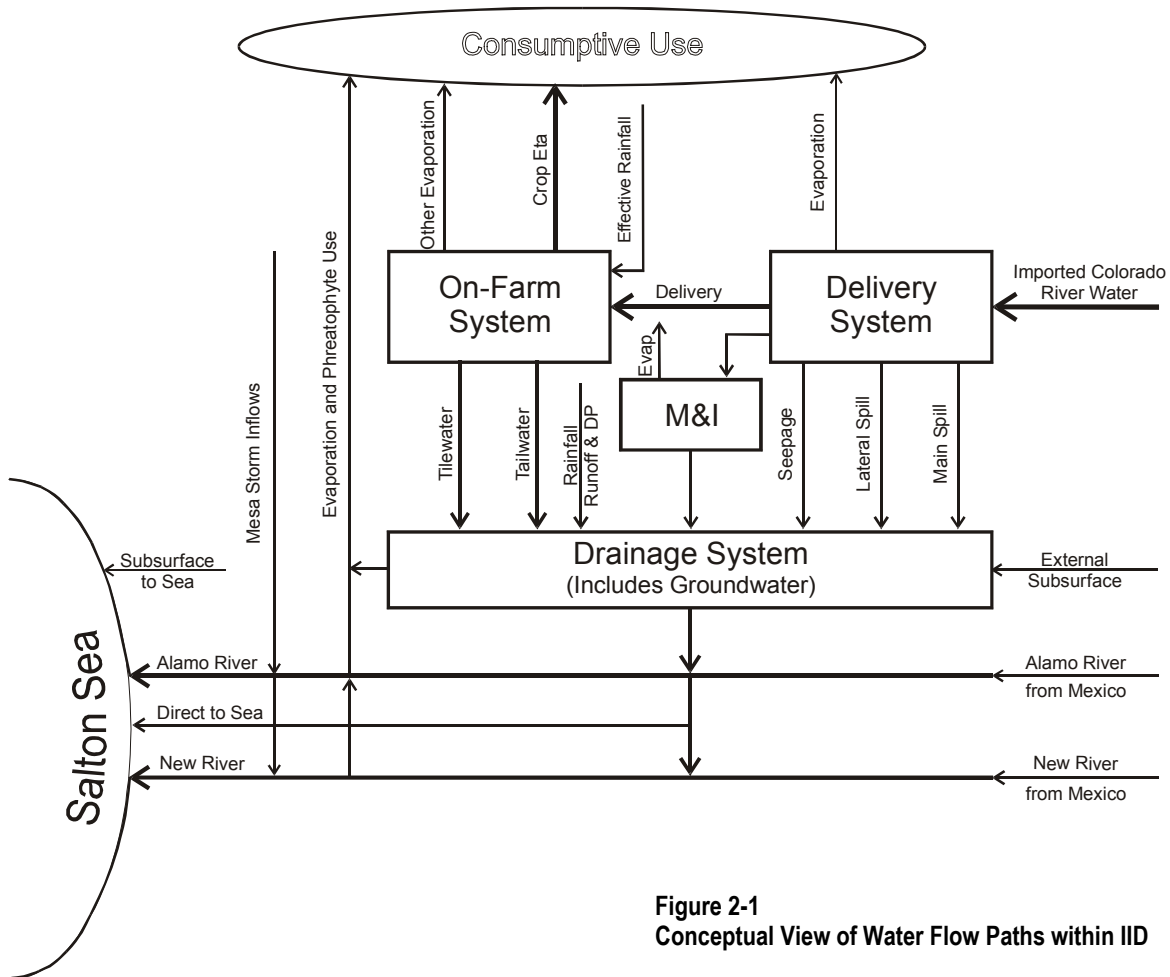 Consumptive Use
Other Evaporation
Crop Eta
Effective Rainfall
Evaporation
On-Farm
System
Delivery
Delivery
System
Imported Colorado
River Water
Evap
M&I
Mesa Storm Inflows
Evaporation and Phreatophyte Use
Tilewater
Tailwater
Rainfall
Runoff & DP
Seepage
Lateral Spill
Main Spill
Drainage System
(Includes Groundwater)
External
Subsurface
Subsurface
to Sea
Salton Sea
Alamo River
Alamo River
from Mexico
Direct to Sea
New River
New River
from Mexico
Figure 2-1
Conceptual View of Water Flow Paths within IID